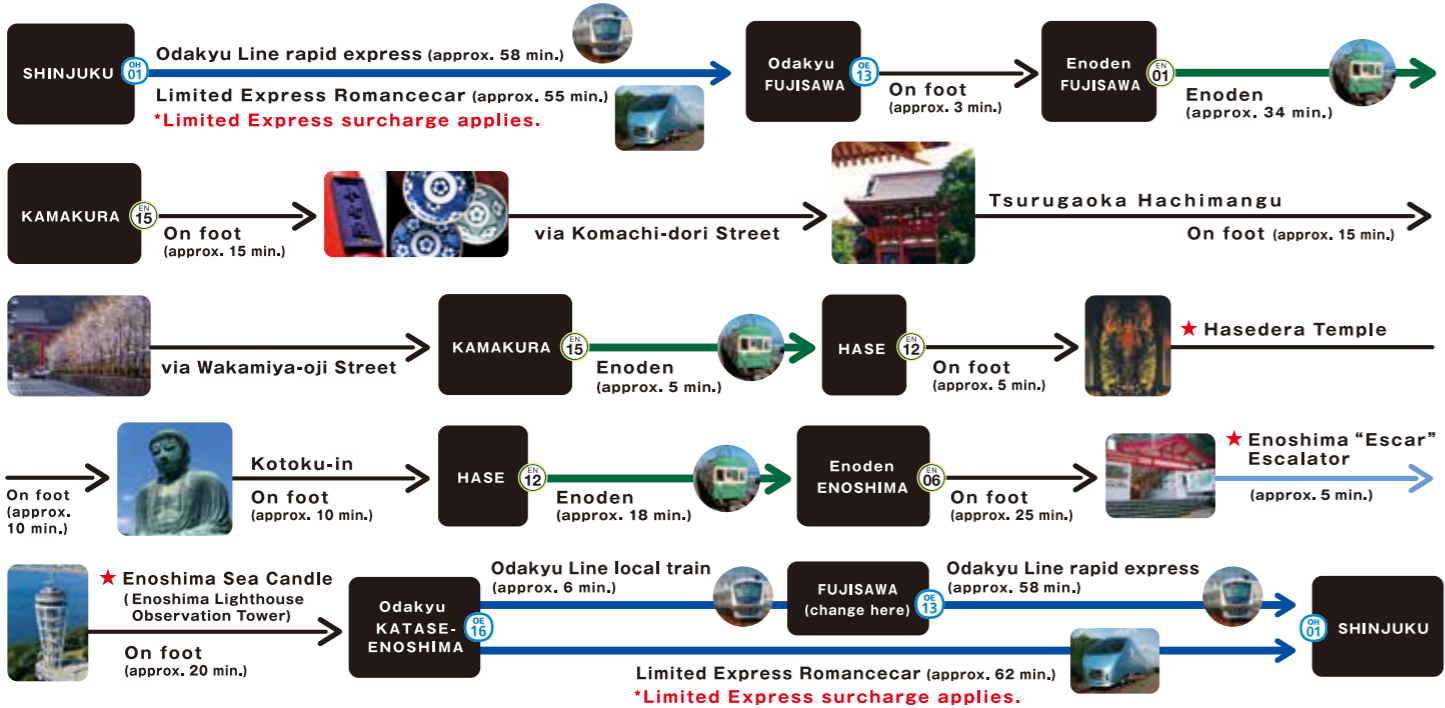 SHINJUKU
OH
01
Odakyu Line rapid express (approx. 58 min.)
Limited Express Romancecar (approx. 55 min.)
*Limited Express surcharge applies.
Odakyu
FUJISAWA
OE
13
On foot
(approx. 3 min.)
Enoden
FUJISAWA
EN
01
Enoden
(approx. 34 min.)
KAMAKURA
EN
15
On foot
(approx. 15 min.)
via Komachi-dori Street
Tsurugaoka Hachimangu
On foot (approx. 15 min.)
via Wakamiya-oji Street
KAMAKURA
EN
15
Enoden
(approx. 5 min.)
HASE
EN
12
On foot
(approx. 5 min.)
★ Hasedera Temple
On foot
(approx.
10 min.)
Kotoku-in
On foot
(approx. 10 min.)
HASE
EN
12
Enoden
(approx. 18 min.)
Enoden
ENOSHIMA
EN
06
On foot
(approx. 25 min.)
★ Enoshima “Escar”
Escalator
(approx. 5 min.)
★ Enoshima Sea Candle
(Enoshima Lighthouse
Observation Tower)
On foot
(approx. 20 min.)
Odakyu
KATASE-
ENOSHIMA
OE
16
Odakyu Line local train
(approx. 6 min.)
FUJISAWA
(change here)
OE
13
Odakyu Line rapid express
(approx. 58 min.)
Limited Express Romancecar (approx. 62 min.)
*Limited Express surcharge applies.
OH
01
SHINJUKU